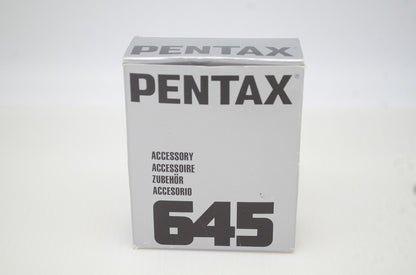 PENTAX
PENTAX®
ACCESSORY
ACCESSOIRE
ZUBEHÖR
ACCESORIO
645